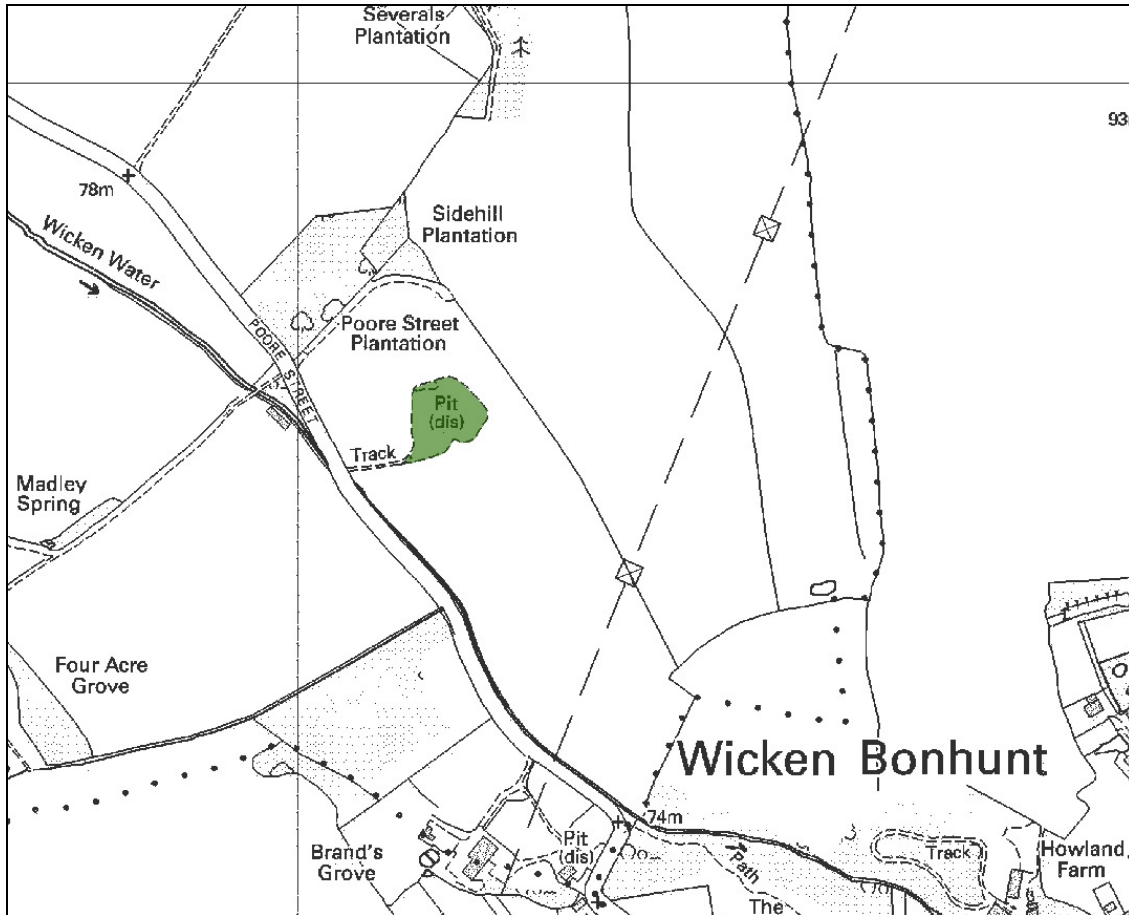 Severals
Plantation
93
78m
Sidehill
Plantation
Wicken Water
POORE STREET
Poore Street
Plantation
Pit
(dis)
Track
Madley
Spring
Four Acre
Grove
Wicken Bonhunt
74m
Brand's
Grove
Pit
(dis)
Path
Track
Howland
Farm
The